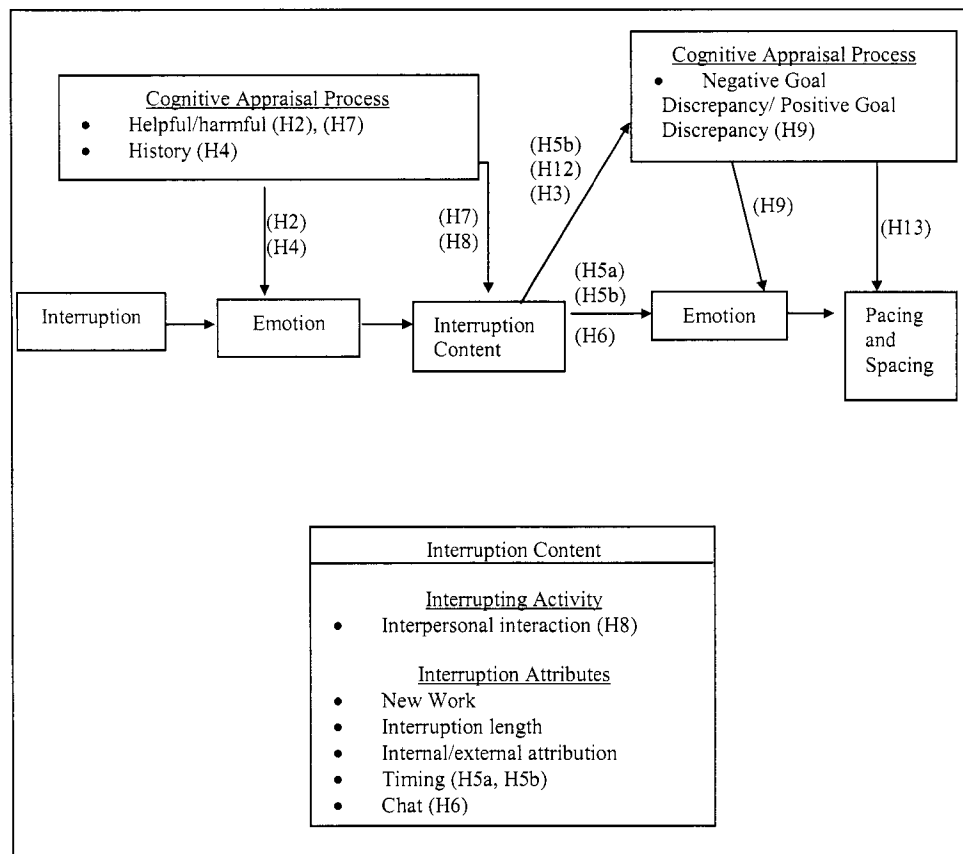 Cognitive Appraisal Process
• Helpful/harmful (H2), (H7)
• History (H4)
Cognitive Appraisal Process
• Negative Goal
Discrepancy/ Positive Goal
Discrepancy (H9)
(H5b)
(H12)
(H3)
(H2)
(H4)
(H7)
(H8)
(H9)
(H13)
(H5a)
(H5b)
(H6)
Interruption
Emotion
Interruption
Content
Emotion
Pacing
and
Spacing
Interruption Content
Interrupting Activity
• Interpersonal interaction (H8)
Interruption Attributes
• New Work
• Interruption length
• Internal/external attribution
• Timing (H5a, H5b)
• Chat (H6)